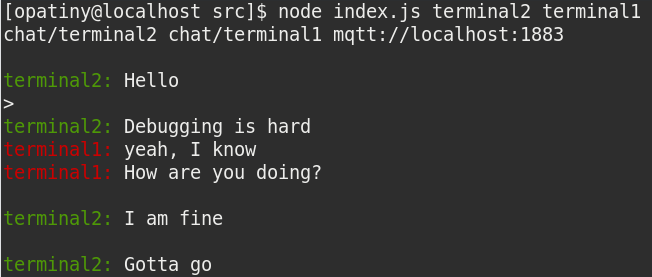 [opatiny@localhost src]$ node index.js terminal2 terminal1
chat/terminal2 chat/terminal1 mqtt://localhost:1883
terminal2: Hello
>
terminal2: Debugging is hard
terminal1: yeah, I know
terminal1: How are you doing?
terminal2: I am fine
terminal2: Gotta go